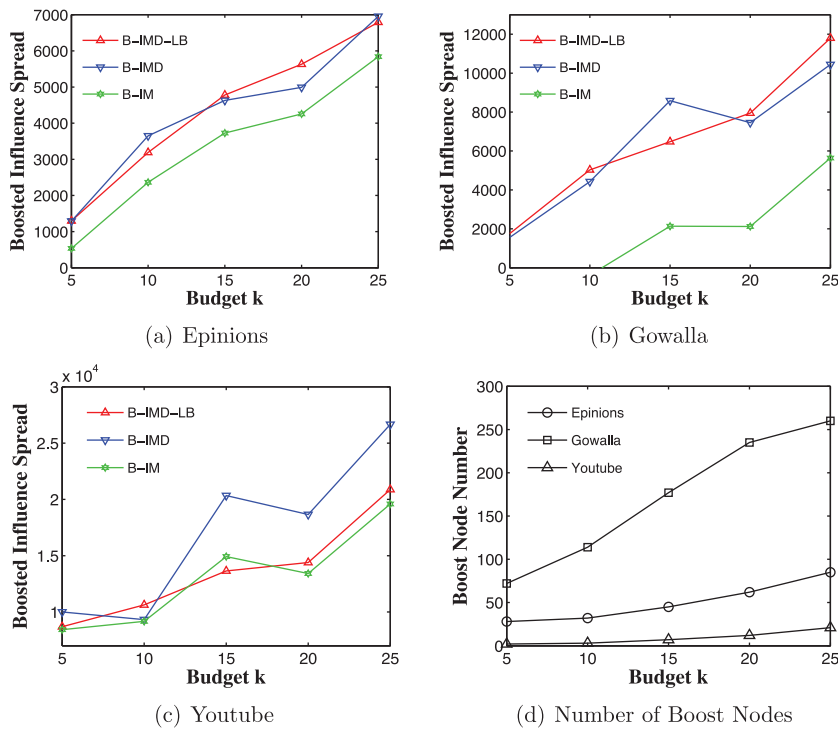 7000
6000
5000
4000
3000
2000
1000
0
Boosted Influence Spread
B−IMD−LB
B−IMD
B−IM
5
10
15
20
25
Budget k
(a) Epinions
12000
10000
8000
6000
4000
2000
0
Boosted Influence Spread
B−IMD−LB
B−IMD
B−IM
5
10
15
20
25
Budget k
(b) Gowalla
x 10^4
3
2.5
2
1.5
1
Boosted Influence Spread
B−IMD−LB
B−IMD
B−IM
5
10
15
20
25
Budget k
(c) Youtube
300
250
200
150
100
50
0
Boost Node Number
Epinions
Gowalla
Youtube
5
10
15
20
25
Budget k
(d) Number of Boost Nodes